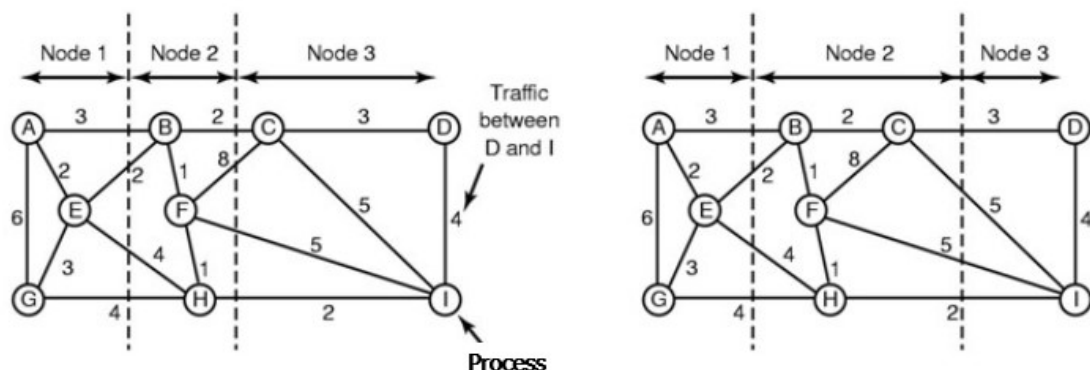 Node 1 Node 2 Node 3
A 3 B 2 C 3 D
Traffic
between
D and I
2 2 1 8
6 E F 5 4
3 4 5
1
G 4 H 2 I
Process
Node 1 Node 2 Node 3
A 3 B 2 C 3 D
2 2 1 8
6 E F 5 4
3 4 5
1
G 4 H 2 I